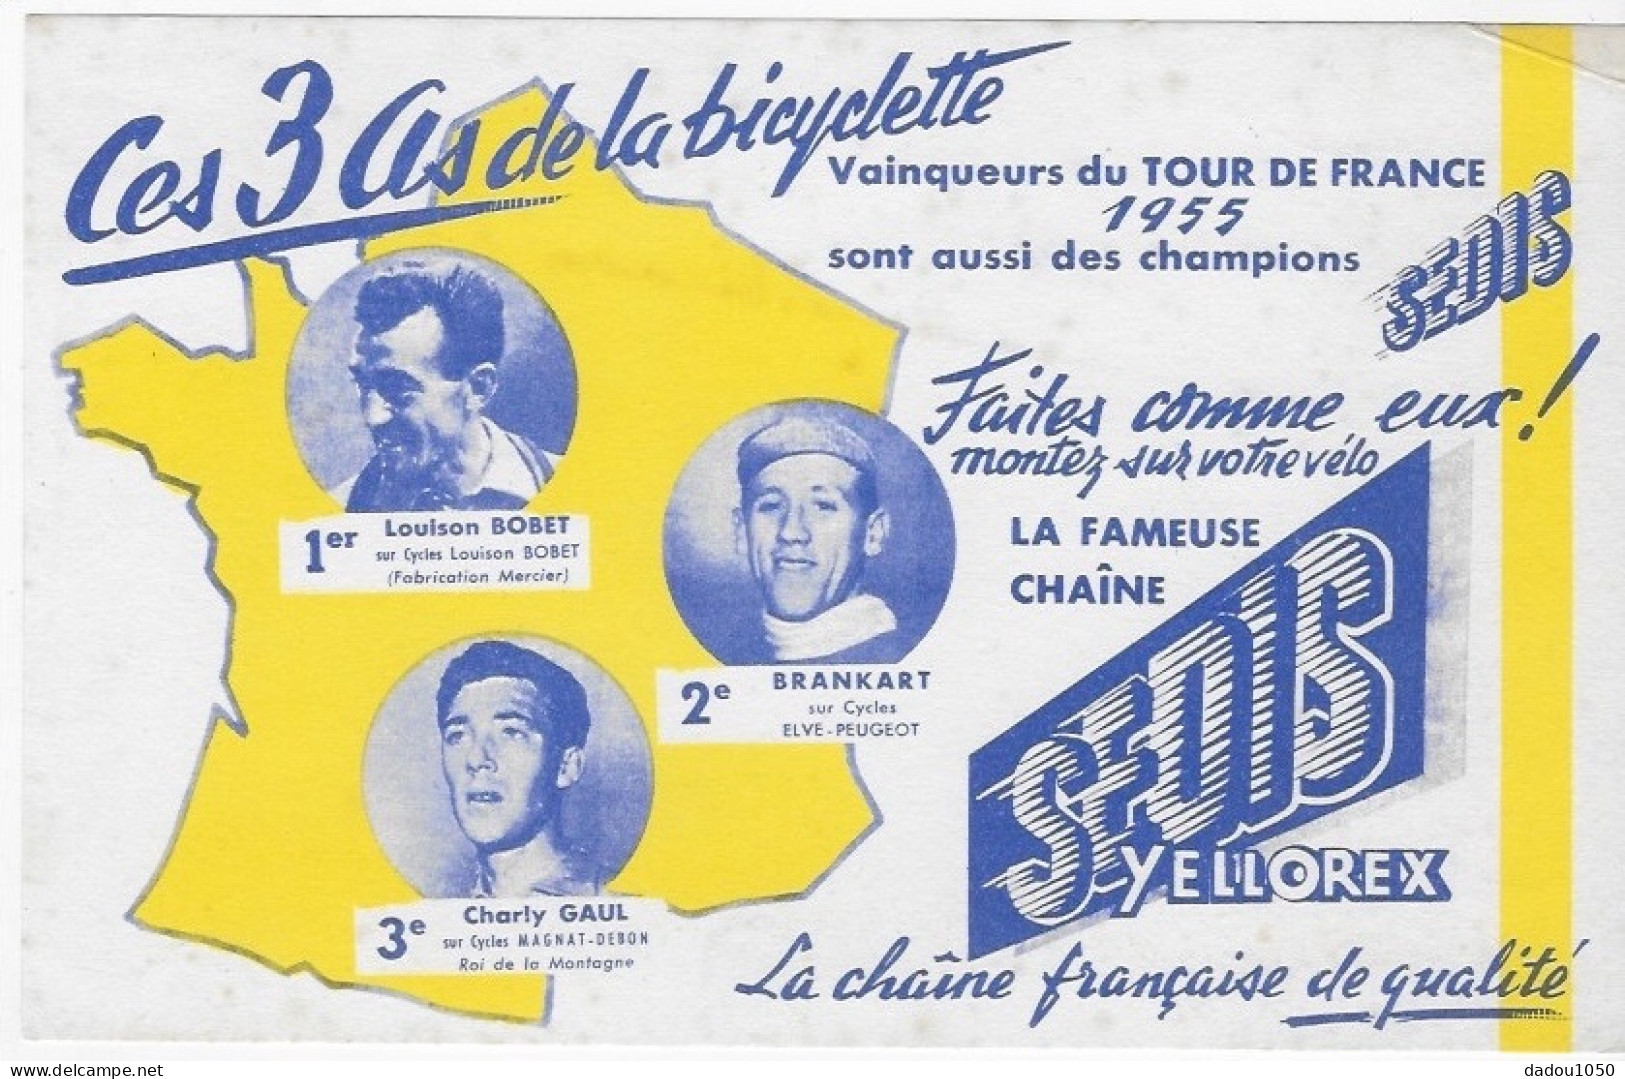 Ces 3 As de la bicyclette
Vainqueurs du TOUR DE FRANCE
1955
sont aussi des champions
SEDIS
Faites comme eux !
montez sur votre vélo
LA FAMEUSE
CHAÎNE
SEDIS
YELLOREX
La chaîne française de qualité
1er
Louison BOBET
sur Cycles Louison BOBET
(Fabrication Mercier)
2e
BRANKART
sur Cycles
ELVE-PEUGEOT
3e
Charly GAUL
sur Cycles MAGNAT-DEBON
Roi de la Montagne
delcampe.net
dadou1050